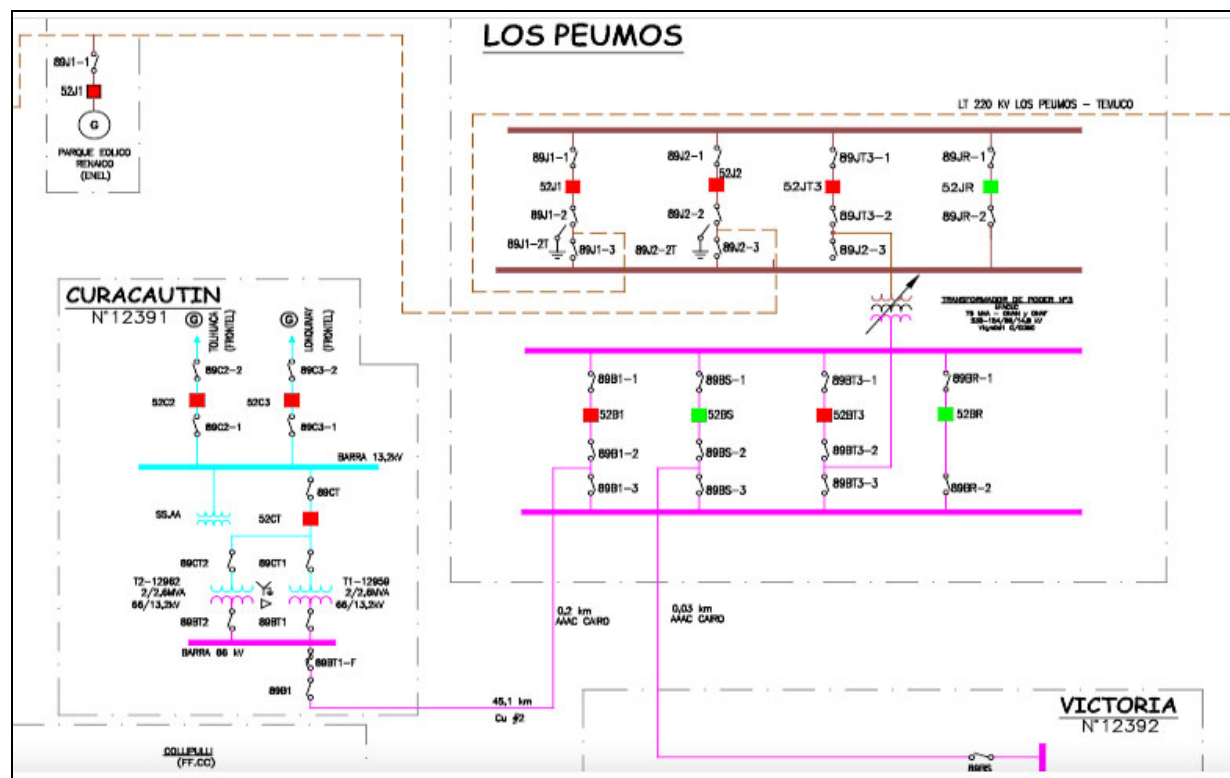 LOS PEUMOS
89J1-1
52J1
G
PARQUE EOLICO
RENAICO
(ENEL)
LT 220 KV LOS PEUMOS - TEMUCO
89J1-1
89J2-1
89JT3-1
89JR-1
52J1
52J2
52JT3
52JR
89J1-2
89J2-2
89JT3-2
89JR-2
89J1-2T
89J1-3
89J2-2T
89J2-3
89J2-3
TRANSFORMADOR DE PODER Nº3
CURACAUTIN
N°12391
G
G
TOLHUACA
(FRONTEL)
LONQUIMAY
(FRONTEL)
89C2-2
89C3-2
52C2
52C3
89C2-1
89C3-1
BARRA 13,2kV
89CT
SS.AA
52CT
89CT2
89CT1
T2-12962
2/2,6MVA
66/13,2kV
T1-12959
2/2,6MVA
66/13,2kV
89BT2
89BT1
BARRA 66 kV
89BT1-F
89B1
89B1-1
89BS-1
89BT3-1
89BR-1
52B1
52BS
52BT3
52BR
89B1-2
89BS-2
89BT3-2
89B1-3
89BS-3
89BT3-3
89BR-2
0,2 km
AAAC CAIRO
0,03 km
AAAC CAIRO
45,1 km
Cu #2
VICTORIA
N°12392
89BS
COLLIPULLI
(FF.CC)